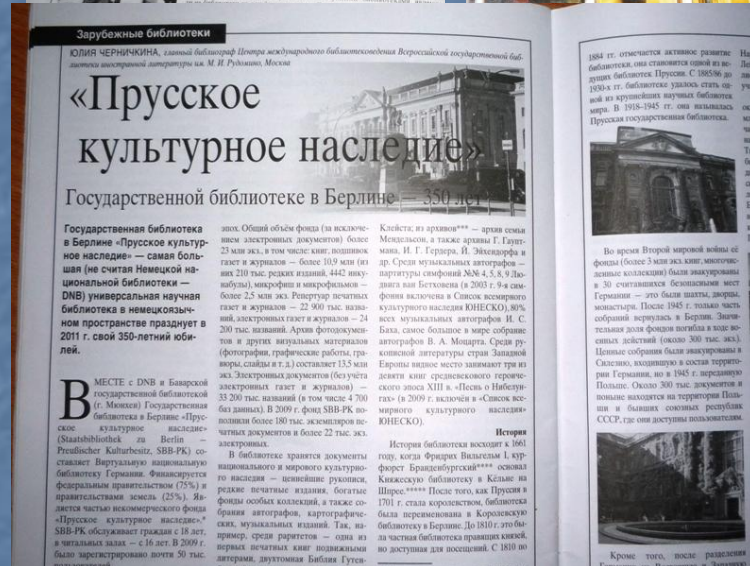 Зарубежные библиотеки
ЮЛИЯ ЧЕРНИЧКИНА, главный библиограф Центра международного библиотековедения Всероссийской государственной биб-
лиотеки иностранной литературы им. М. И. Рудомино, Москва
«Прусское
культурное наследие»
Государственной библиотеке в Берлине — 350 лет
Государственная библиотека
в Берлине «Прусское культур-
ное наследие» — самая боль-
шая (не считая Немецкой на-
циональной библиотеки —
DNB) универсальная научная
библиотека в немецкоязыч-
ном пространстве празднует в
2011 г. свой 350-летний юби-
лей.
ВМЕСТЕ с DNB и Баварской
государственной библиотекой
(г. Мюнхен) Государственная
библиотека в Берлине «Прус-
ское культурное наследие»
(Staatsbibliothek zu Berlin —
Preußischer Kulturbesitz, SBB-PK) со-
ставляет Виртуальную национальную
библиотеку Германии. Финансируется
федеральным правительством (75%) и
правительствами земель (25%). Яв-
ляется частью некоммерческого фонда
«Прусское культурное наследие».*
SBB-PK обслуживает граждан с 18 лет,
в читальных залах — с 16 лет. В 2009 г.
было зарегистрировано почти 50 тыс.
эпох. Общий объём фонда (за исключе-
нием электронных документов) более
23 млн экз., в том числе: книг, подшивок
газет и журналов — более 10,9 млн (из
них 210 тыс. редких изданий, 4442 инку-
набулы), микрофиш и микрофильмов —
более 2,5 млн экз. Репертуар печатных
газет и журналов — 22 900 тыс. назва-
ний, электронных газет и журналов — 24
200 тыс. названий. Архив фотодокумен-
тов и других визуальных материалов
(фотографии, графические работы, гра-
вюры, слайды и т. д.) составляет 13,5 млн
экз. Электронных документов (без учёта
электронных газет и журналов) —
33 200 тыс. названий (в том числе 4 700
баз данных). В 2009 г. фонд SBB-PK по-
полнили более 180 тыс. экземпляров пе-
чатных документов и более 22 тыс. экз.
электронных.
В библиотеке хранятся документы
национального и мирового культурно-
го наследия — ценнейшие рукописи,
редкие печатные издания, богатые
фонды особых коллекций, а также со-
брания автографов, картографиче-
ских, музыкальных изданий. Так, на-
пример, среди раритетов — одна из
первых печатных книг подвижными
литерами, двухтомная Библия Гутен-
Клейста; из архивов*** — архив семьи
Мендельсон, а также архивы Г. Гаупт-
мана, И. Г. Гердера, Й. Эйхендорфа и
др. Среди музыкальных автографов —
партитуры симфоний №№ 4, 5, 8, 9 Лю-
двига ван Бетховена (в 2003 г. 9-я сим-
фония включена в Список всемирного
культурного наследия ЮНЕСКО), 80%
всех музыкальных автографов И. С.
Баха, самое большое в мире собрание
автографов В. А. Моцарта. Среди ру-
кописной литературы стран Западной
Европы видное место занимают три из
девяти книг средневекового героиче-
ского эпоса XIII в. «Песнь о Нибелун-
гах» (в 2009 г. включён в «Список все-
мирного культурного наследия»
ЮНЕСКО).
История
История библиотеки восходит к 1661
году, когда Фридрих Вильгельм I, кур-
фюрст Бранденбургский**** основал
Княжескую библиотеку в Кёльне на
Шпрее.***** После того, как Пруссия в
1701 г. стала королевством, библиотека
была переименована в Королевскую
библиотеку в Берлине. До 1810 г. это бы-
ла частная библиотека правящих князей,
но доступная для посещений. С 1810 по
1884 гг. отмечается активное развитие
библиотеки, она становится одной из ве-
дущих библиотек Пруссии. С 1885/86 до
1930-х гг. библиотеке удалось стать од-
ной из крупнейших научных библиотек
мира. В 1918–1945 гг. она называлась
Прусская государственная библиотека.
Во время Второй мировой войны её
фонды (более 3 млн экз. книг, многочис-
ленные коллекции) были эвакуированы
в 30 считавшихся безопасными мест
Германии — это были шахты, дворцы,
монастыря. После 1945 г. только часть
собраний вернулась в Берлин. Значи-
тельная доля фондов погибла в ходе во-
енных действий (около 300 тыс. экз.).
Ценные собрания были эвакуированы в
Силезию, входившую в состав террито-
рии Германии, но в 1945 г. переданную
Польше. Около 300 тыс. документов и
поныне находятся на территории Поль-
ши и бывших союзных республик
СССР, где они доступны пользователям.
Кроме того, после разделения